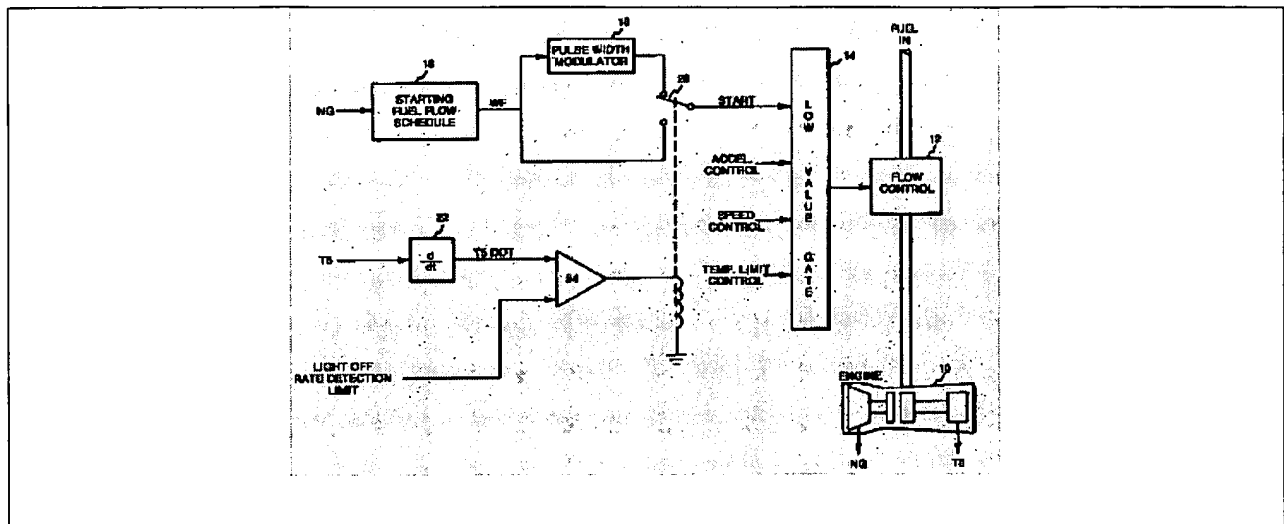 FUEL
IN
18
PULSE WIDTH
MODULATOR
14
16
STARTING
FUEL FLOW
SCHEDULE
NG
WF
20
START
LOW
VALUE
GATE
ACCEL.
CONTROL
SPEED
CONTROL
TEMP. LIMIT
CONTROL
12
FLOW
CONTROL
22
T5
d
dt
T5 DOT
24
LIGHT OFF
RATE DETECTION
LIMIT
ENGINE
10
NG
T5